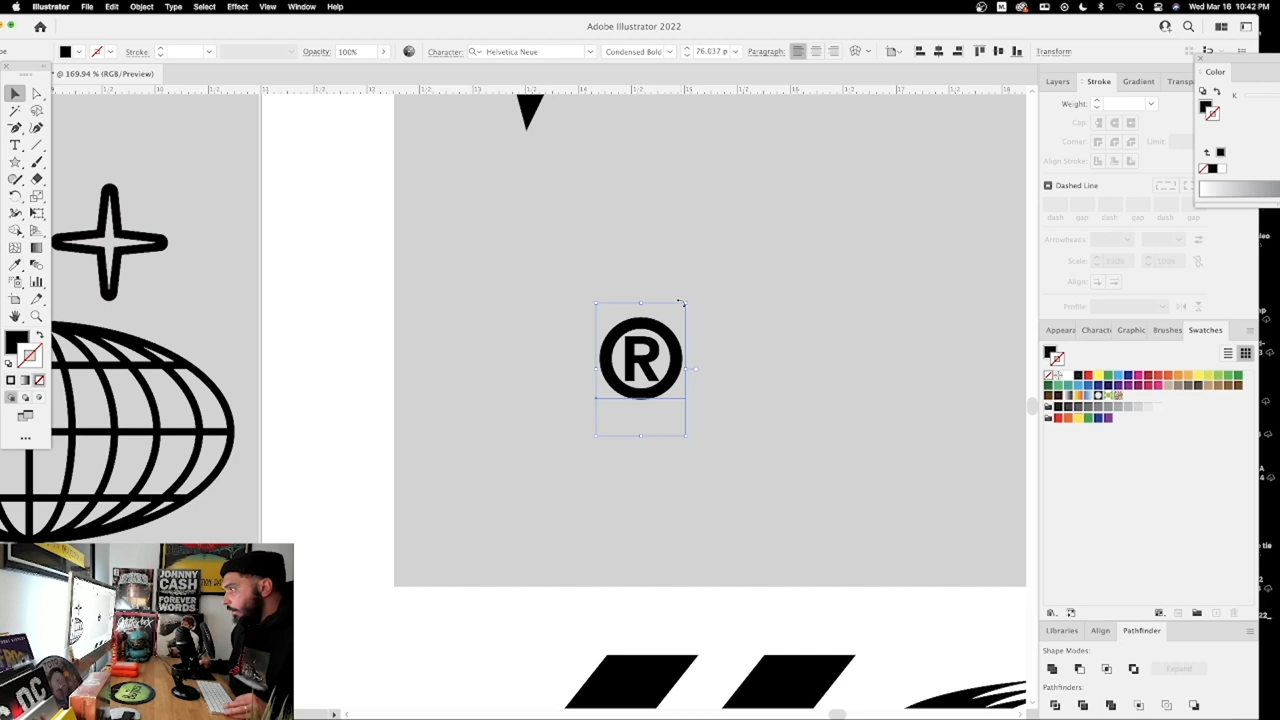 Illustrator File Edit Object Type Select Effect View Window Help Wed Mar 16 10:42 PM
Adobe Illustrator 2022
Stroke: Opacity: 100% Character: Helvetica Neue Condensed Bold 76.037 p Paragraph: Transform
* @ 169.94 % (RGB/Preview)
Layers Stroke Gradient Transp
Color
Weight:
K
Cap:
Corner: Limit:
Align Stroke:
Dashed Line
dash gap dash gap dash gap
Arrowheads:
Scale: 100% 100%
Align:
Profile:
Appeara Characte Graphic Brushes Swatches
®
JOHNNY
CASH
FOREVER
WORDS
Libraries Align Pathfinder
Shape Modes:
Expand
Pathfinders: